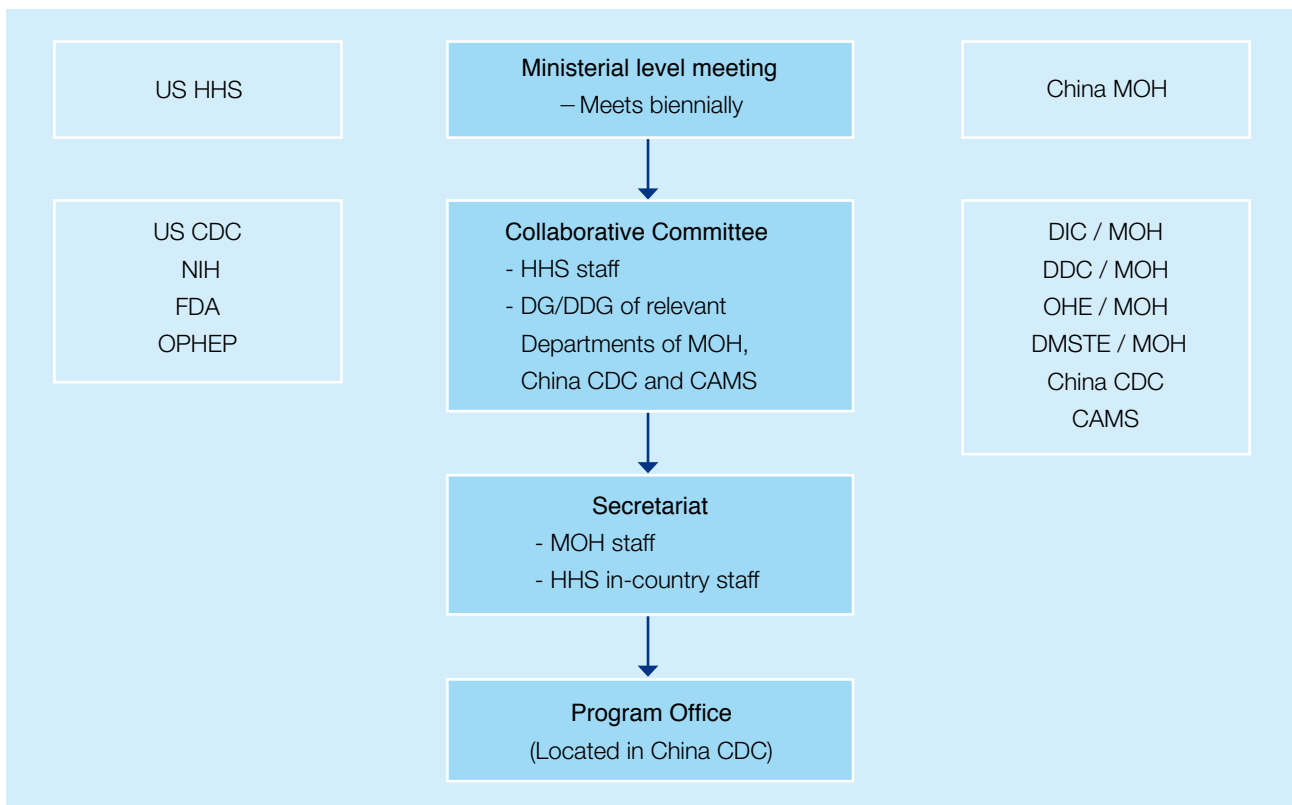 US HHS
Ministerial level meeting
– Meets biennially
China MOH
US CDC
NIH
FDA
OPHEP
Collaborative Committee
- HHS staff
- DG/DDG of relevant
Departments of MOH,
China CDC and CAMS
DIC / MOH
DDC / MOH
OHE / MOH
DMSTE / MOH
China CDC
CAMS
Secretariat
- MOH staff
- HHS in-country staff
Program Office
(Located in China CDC)